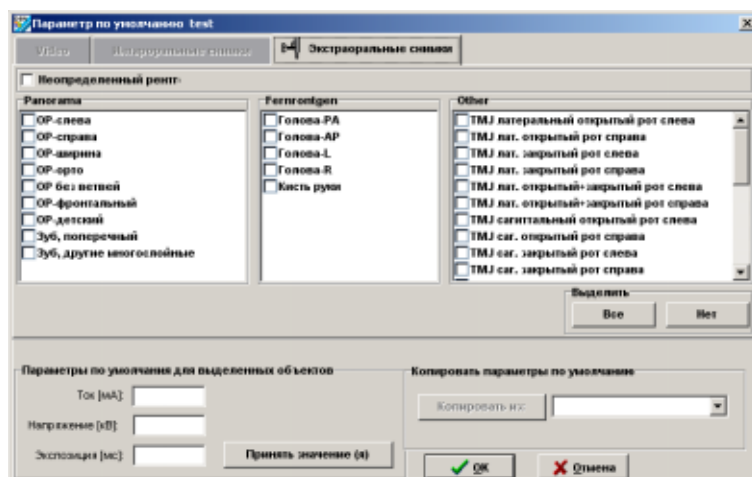 Параметр по умолчанию test
Video
Интраоральные снимки
Экстраоральные снимки
Неопределенный рентг-
Panorama
ОР-слева
ОР-справа
ОР-ширина
ОР-орто
ОР без ветвей
ОР-фронтальный
ОР-детский
Зуб, поперечный
Зуб, другие многослойные
Fernrontgen
Голова-PA
Голова-AP
Голова-L
Голова-R
Кисть руки
Other
TMJ латеральный открытый рот слева
TMJ лат. открытый рот справа
TMJ лат. закрытый рот слева
TMJ лат. закрытый рот справа
TMJ лат. открытый+закрытый рот слева
TMJ лат. открытый+закрытый рот справа
TMJ сагиттальный открытый рот слева
TMJ саг. открытый рот справа
TMJ саг. закрытый рот слева
TMJ саг. закрытый рот справа
Выделить
Все
Нет
Параметры по умолчания для выделенных объектов
Ток [мА]:
Напряжение [кВ]:
Экспозиция [мс]:
Принять значение (я)
Копировать параметры по умолчанию
Копировать из:
OK
Отмена